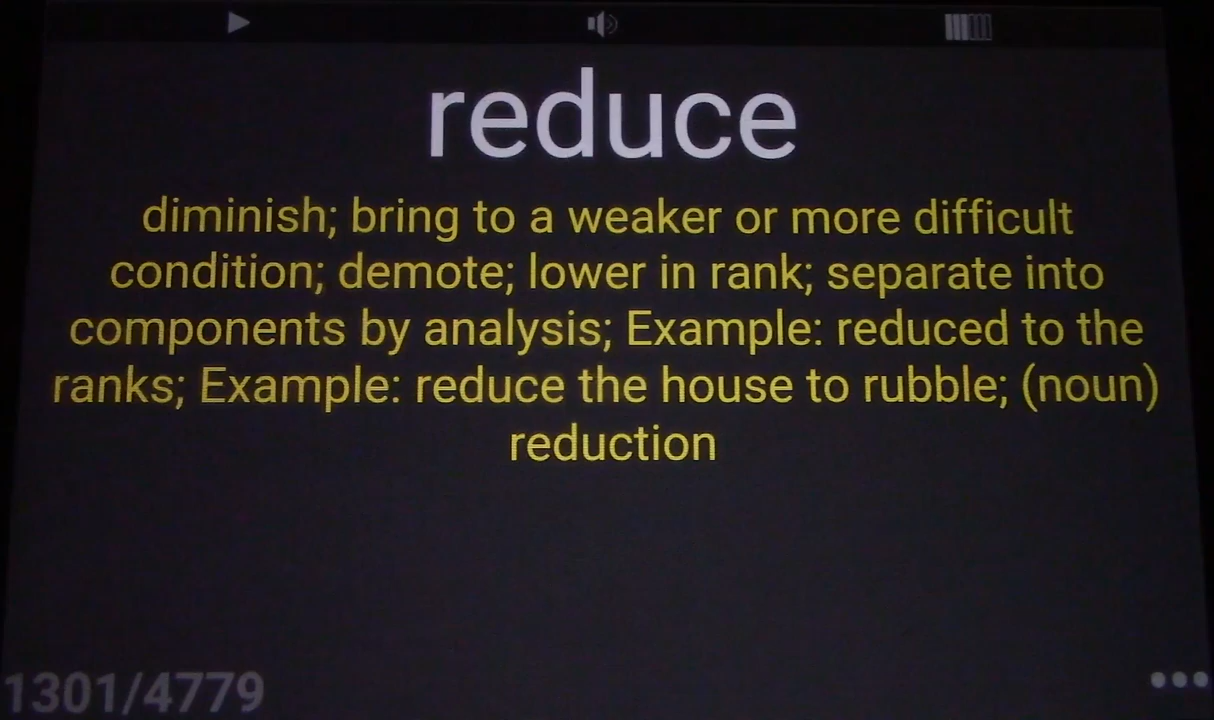 reduce
diminish; bring to a weaker or more difficult
condition; demote; lower in rank; separate into
components by analysis; Example: reduced to the
ranks; Example: reduce the house to rubble; (noun)
reduction
1301/4779